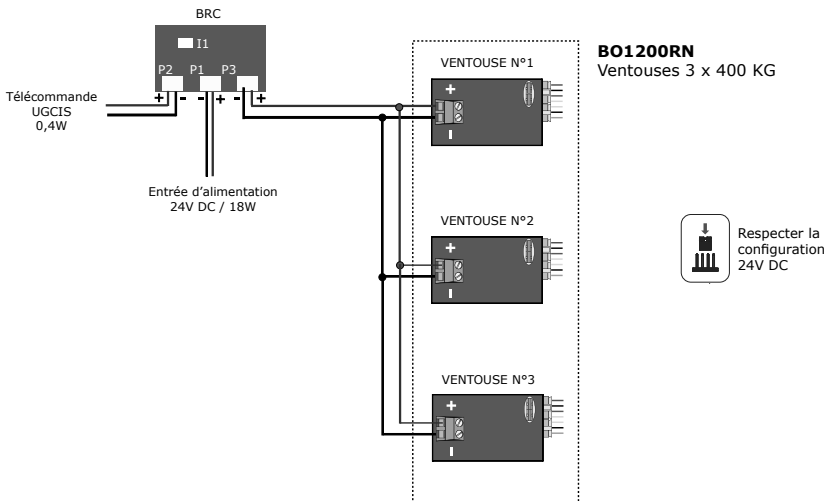 BRC
I1
P2 P1 P3
+ - - + - +
Télécommande
UGCIS
0,4W
Entrée d'alimentation
24V DC / 18W
VENTOUSE N°1
+
-
VENTOUSE N°2
+
-
VENTOUSE N°3
+
-
BO1200RN
Ventouses 3 x 400 KG
Respecter la
configuration
24V DC